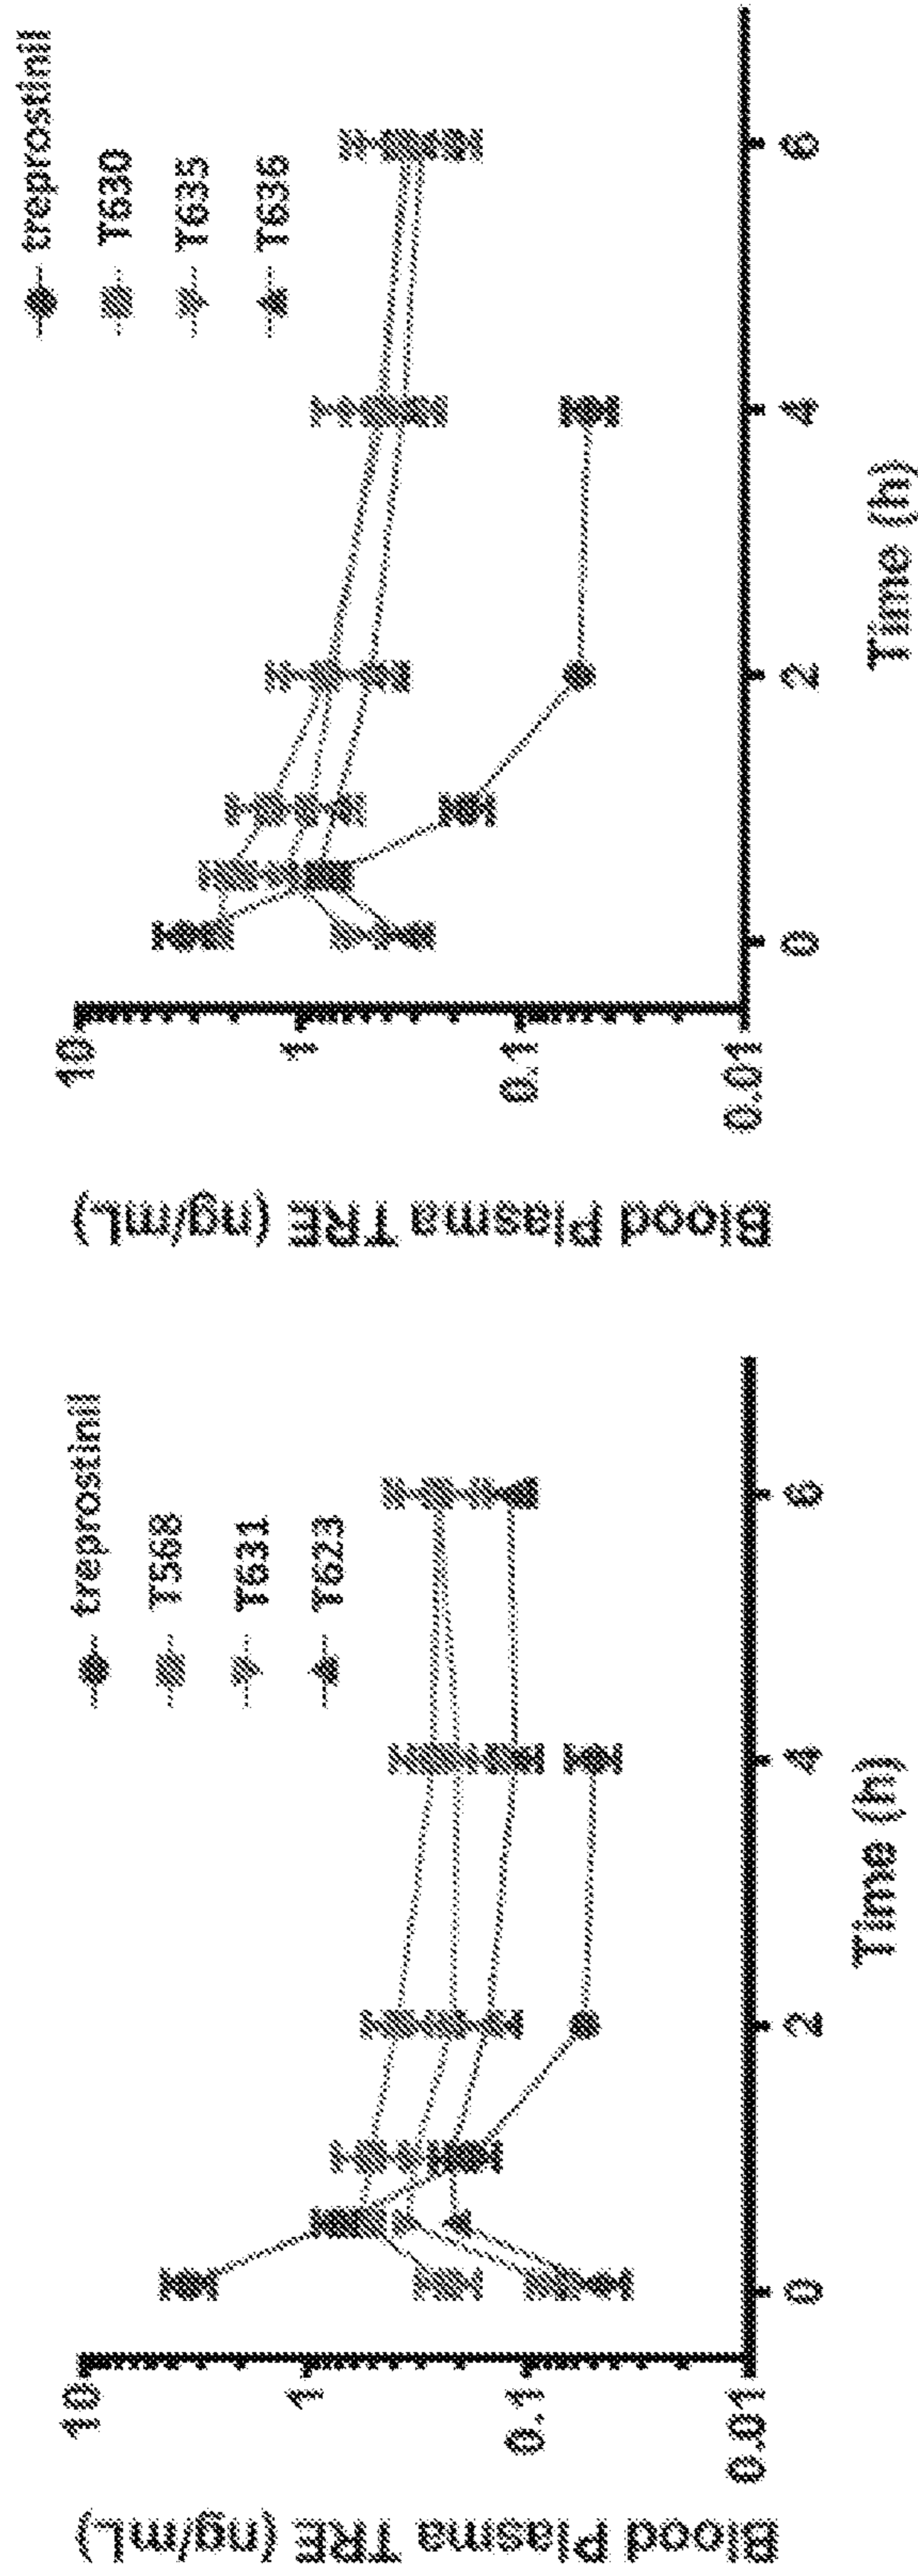 Blood Plasma TRE (ng/mL)
10
1
0.1
0.01
0
2
4
6
Time (h)
treprostinil
T568
T631
T623
Blood Plasma TRE (ng/mL)
10
1
0.1
0.01
0
2
4
6
Time (h)
treprostinil
T630
T635
T636